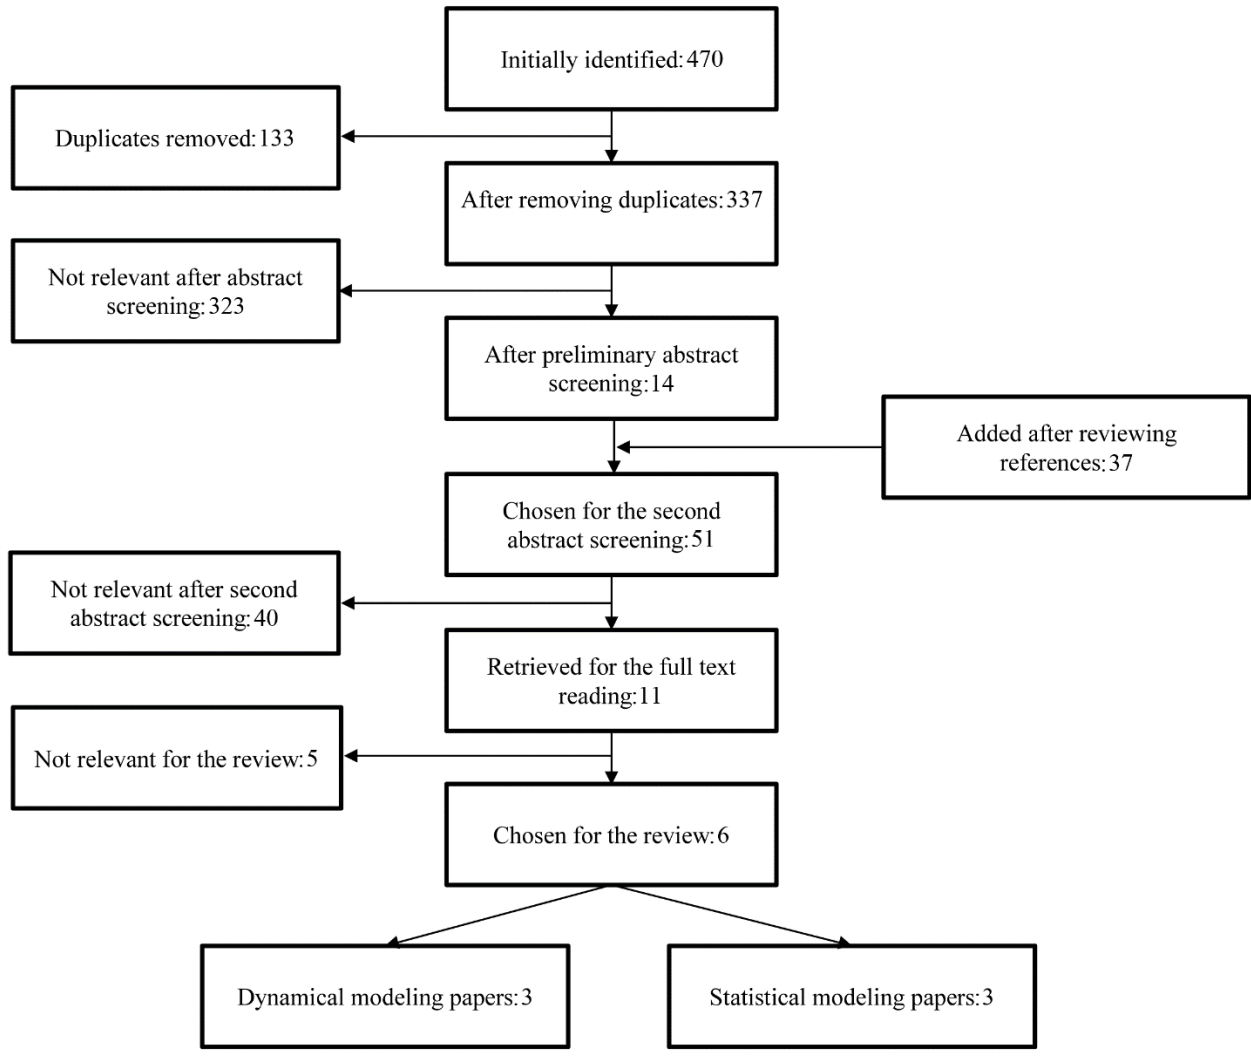 Initially identified:470
Duplicates removed:133
After removing duplicates:337
Not relevant after abstract
screening:323
After preliminary abstract
screening:14
Added after reviewing
references:37
Chosen for the second
abstract screening:51
Not relevant after second
abstract screening:40
Retrieved for the full text
reading:11
Not relevant for the review:5
Chosen for the review:6
Dynamical modeling papers:3
Statistical modeling papers:3